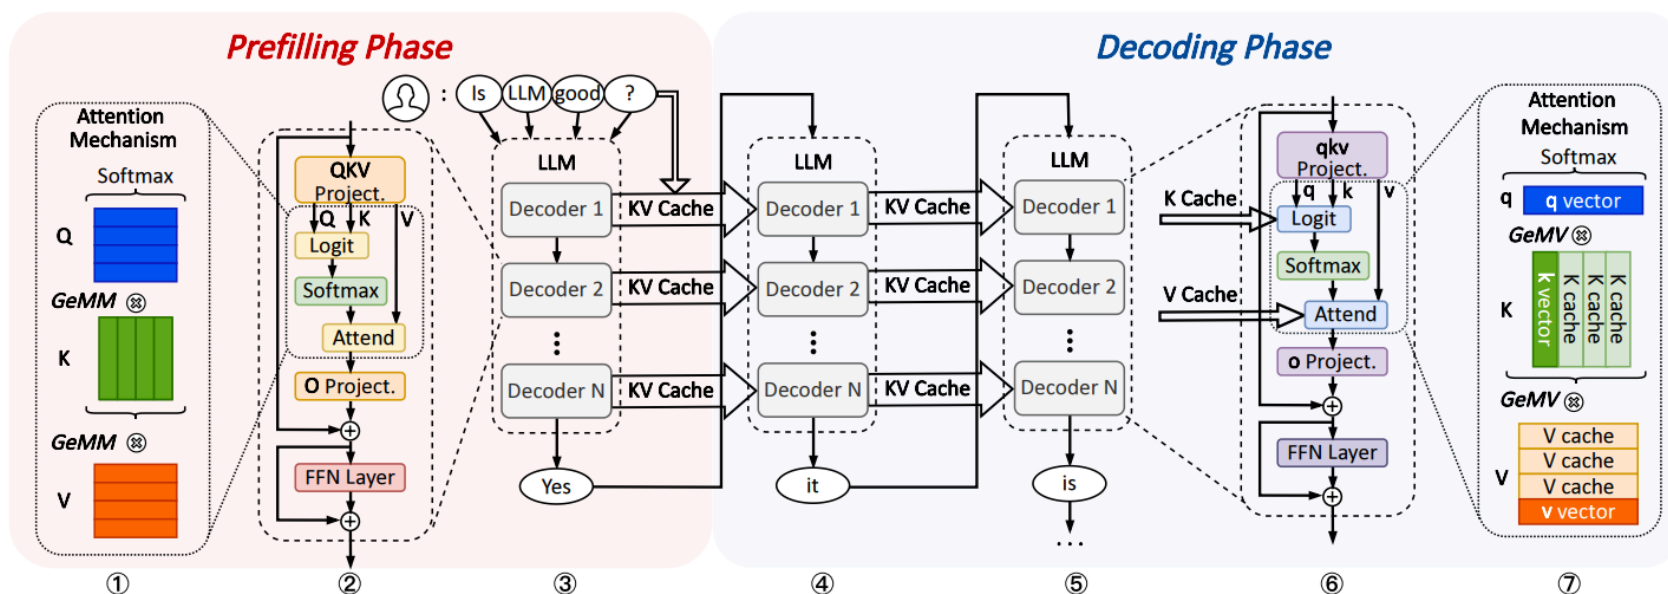 Prefilling Phase
Decoding Phase
Attention
Mechanism
Softmax
Q
GeMM ⊗
K
GeMM ⊗
V
①
QKV
Project.
Q
K
V
Logit
Softmax
Attend
O Project.
FFN Layer
②
:
Is
LLM
good
?
LLM
Decoder 1
Decoder 2
Decoder N
Yes
③
KV Cache
KV Cache
KV Cache
LLM
Decoder 1
Decoder 2
Decoder N
it
④
KV Cache
KV Cache
KV Cache
LLM
Decoder 1
Decoder 2
Decoder N
is
...
⑤
K Cache
V Cache
qkv
Project.
q
k
v
Logit
Softmax
Attend
o Project.
FFN Layer
⑥
Attention
Mechanism
Softmax
q
q vector
GeMV ⊗
K
k vector
K cache
K cache
K cache
GeMV ⊗
V
V cache
V cache
V cache
v vector
⑦